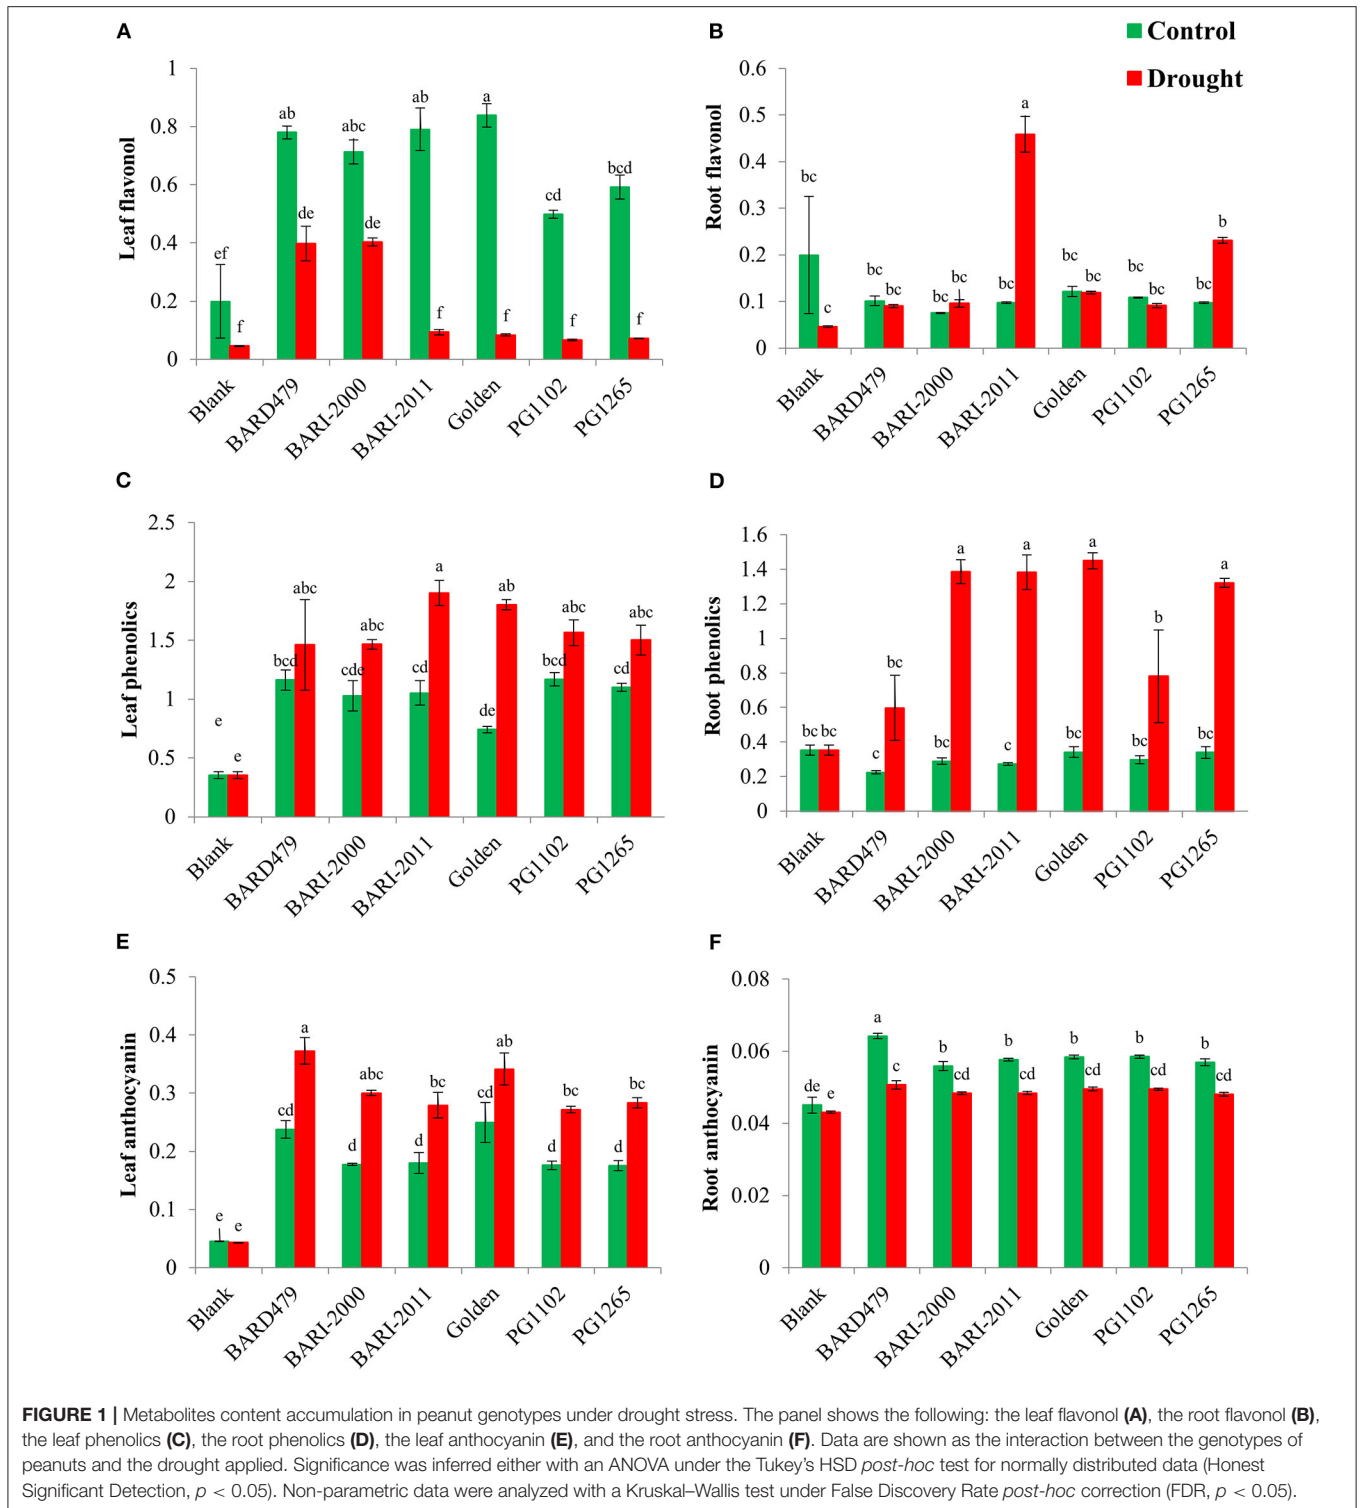 A
Leaf flavonol
1
0.8
0.6
0.4
0.2
0
ef
f
ab
de
abc
de
ab
f
a
f
cd
f
bcd
f
Blank
BARD479
BARI-2000
BARI-2011
Golden
PG1102
PG1265
B
Control
Drought
Root flavonol
0.6
0.5
0.4
0.3
0.2
0.1
0
bc
c
bc
bc
bc
bc
bc
a
bc
bc
bc
bc
bc
b
Blank
BARD479
BARI-2000
BARI-2011
Golden
PG1102
PG1265
C
Leaf phenolics
2.5
2
1.5
1
0.5
0
e
e
bcd
abc
cde
abc
cd
a
de
ab
bcd
abc
cd
abc
Blank
BARD479
BARI-2000
BARI-2011
Golden
PG1102
PG1265
D
Root phenolics
1.6
1.4
1.2
1
0.8
0.6
0.4
0.2
0
bc
bc
c
bc
bc
a
c
a
bc
a
bc
b
bc
a
Blank
BARD479
BARI-2000
BARI-2011
Golden
PG1102
PG1265
E
Leaf anthocyanin
0.5
0.4
0.3
0.2
0.1
0
e
e
cd
a
d
abc
d
bc
cd
ab
d
bc
d
bc
Blank
BARD479
BARI-2000
BARI-2011
Golden
PG1102
PG1265
F
Root anthocyanin
0.08
0.06
0.04
0.02
0
de
e
a
c
b
cd
b
cd
b
cd
b
cd
b
cd
Blank
BARD479
BARI-2000
BARI-2011
Golden
PG1102
PG1265
FIGURE 1 | Metabolites content accumulation in peanut genotypes under drought stress. The panel shows the following: the leaf flavonol (A), the root flavonol (B),
the leaf phenolics (C), the root phenolics (D), the leaf anthocyanin (E), and the root anthocyanin (F). Data are shown as the interaction between the genotypes of
peanuts and the drought applied. Significance was inferred either with an ANOVA under the Tukey's HSD post-hoc test for normally distributed data (Honest
Significant Detection, p < 0.05). Non-parametric data were analyzed with a Kruskal–Wallis test under False Discovery Rate post-hoc correction (FDR, p < 0.05).